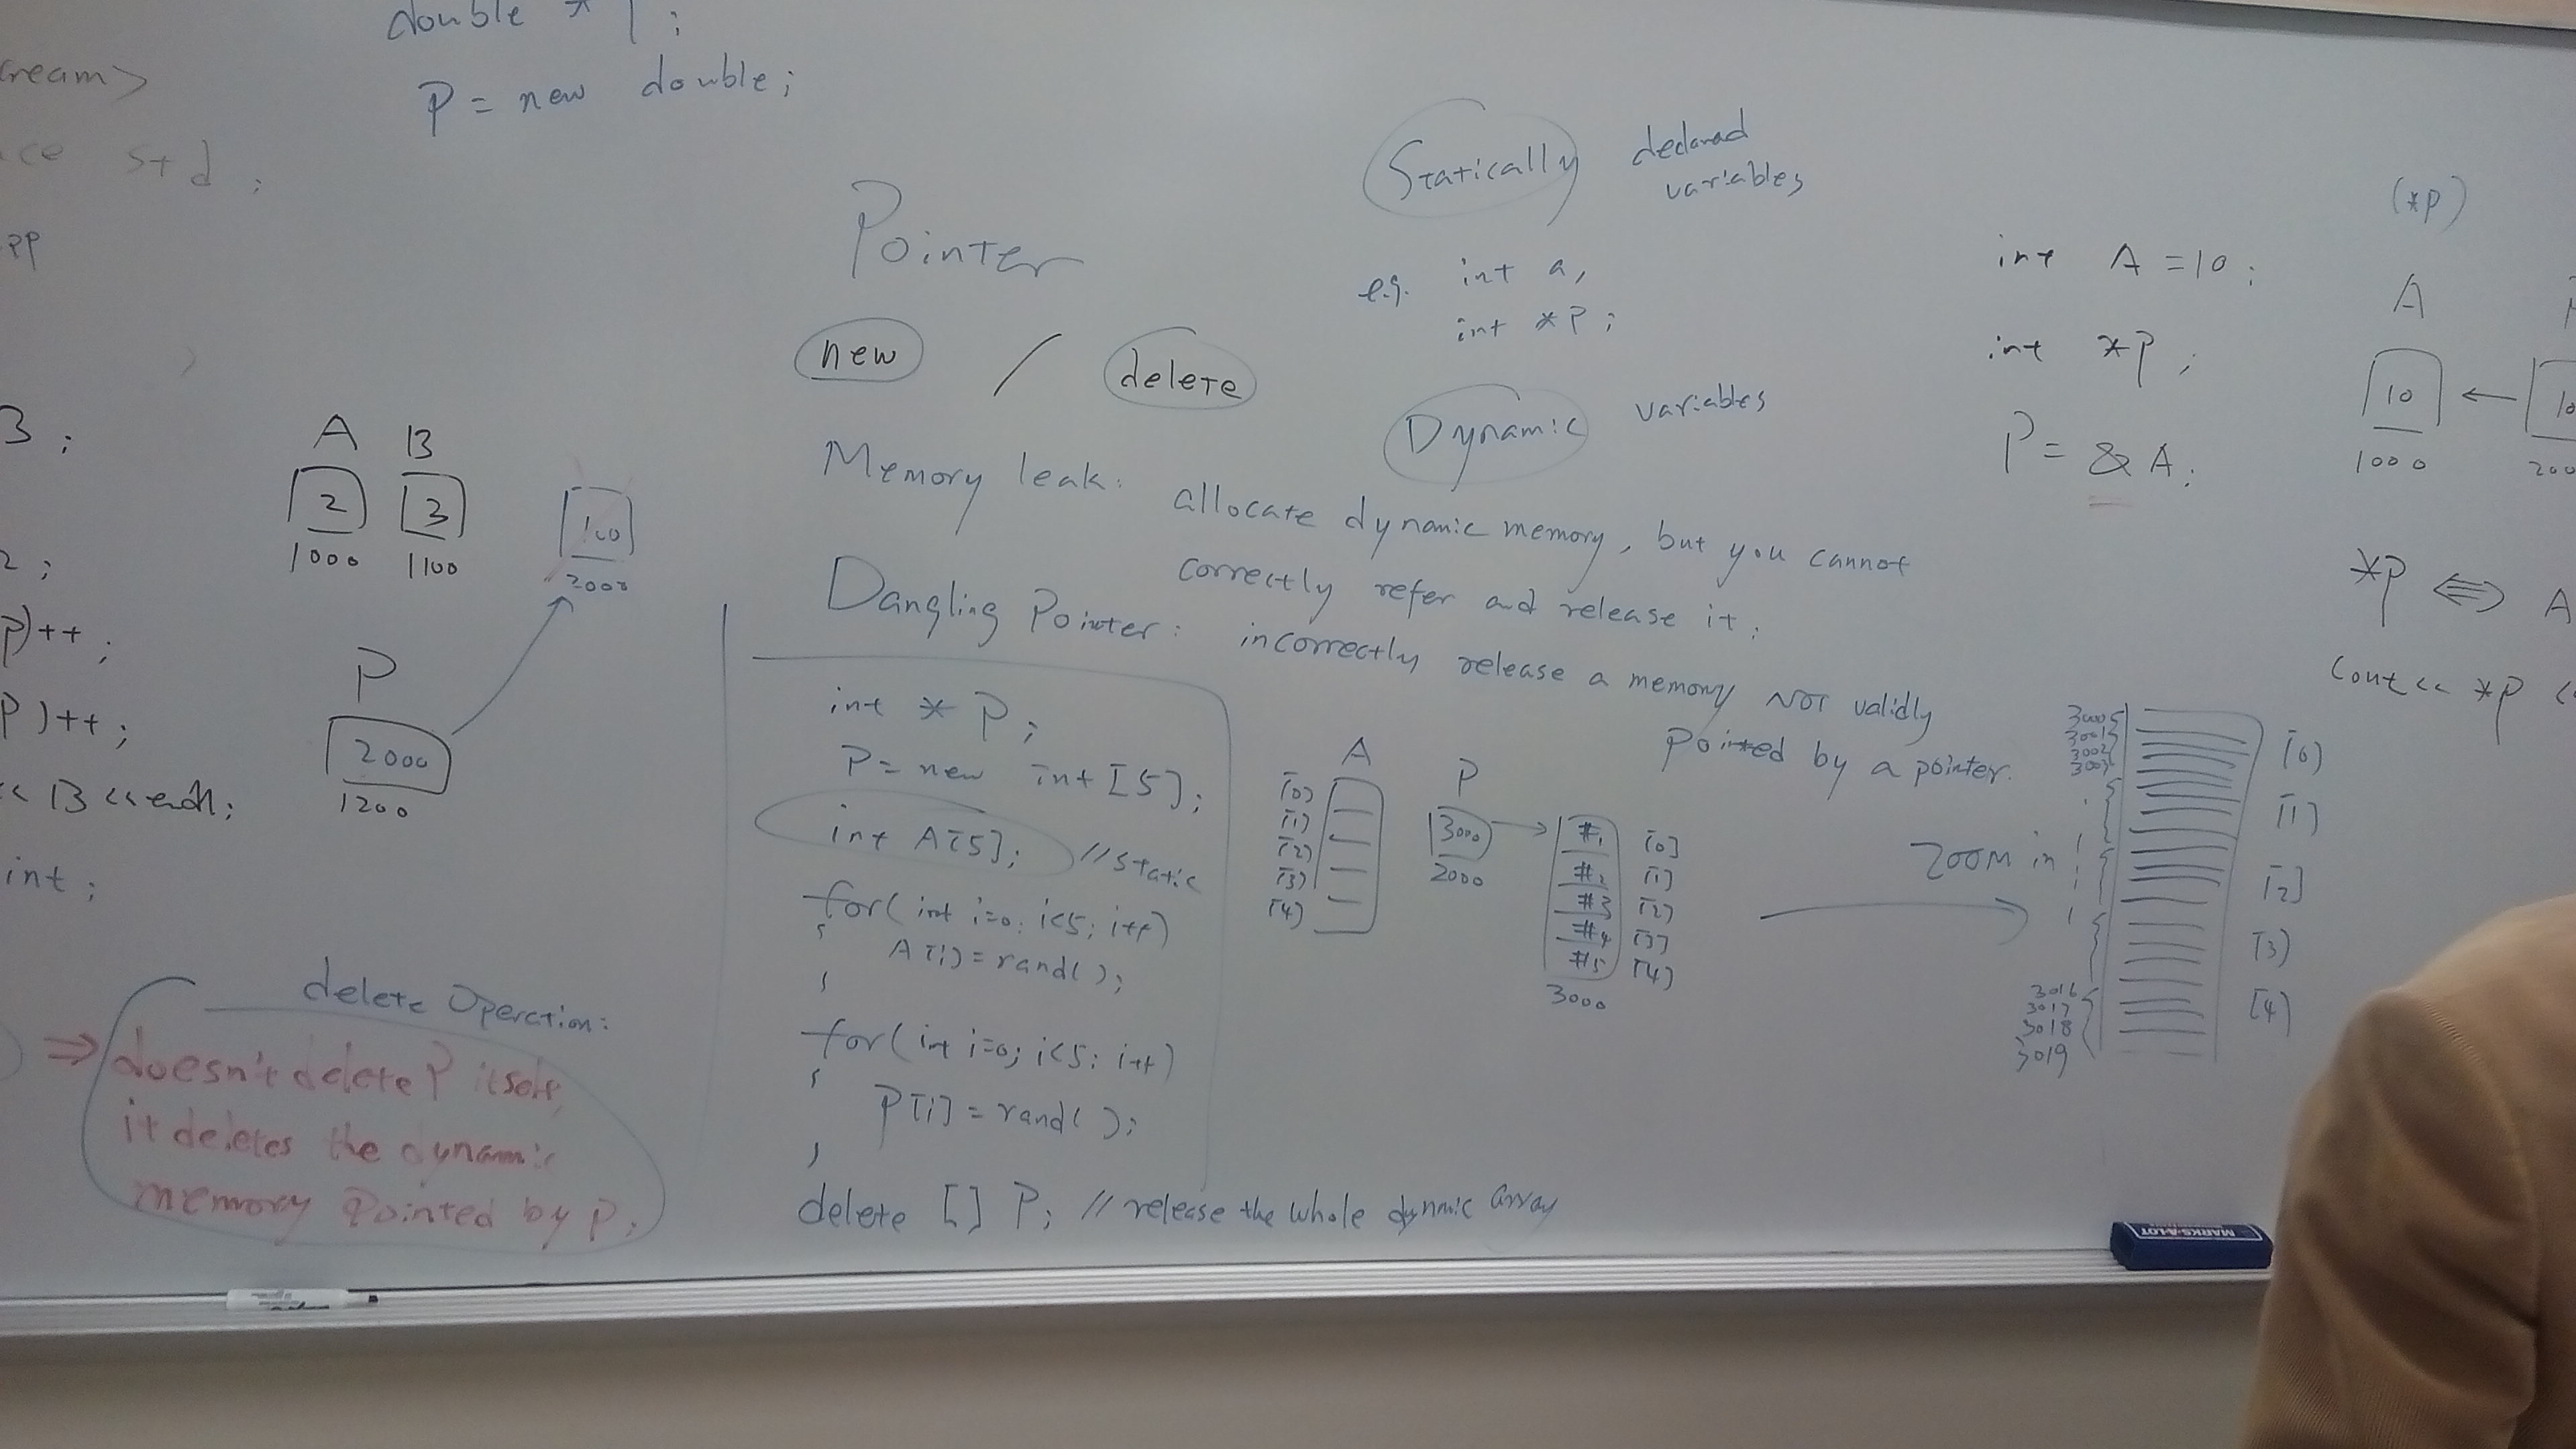 double * P ;
P = new double ;
ream>
ce std ;
PP
3 ;
2 ;
P)++ ;
P)++ ;
<< B << endl ;
int ;
A B
2 3
1000 1100
100
2000
P
2000
1200
delete Operation:
⇒ doesn't delete P itself,
it deletes the dynamic
memory pointed by P.
Pointer
new / delete
Statically declared
variables
e.g. int a,
int *P ;
Dynamic variables
Memory leak: allocate dynamic memory, but you cannot
correctly refer and release it.
Dangling Pointer: incorrectly release a memory NOT validly
pointed by a pointer.
int * P ;
P = new int [5] ;
int A[5] ; // static
for( int i=0; i<5; i++)
{
A[i] = rand( );
}
for( int i=0; i<5; i++)
{
P[i] = rand( );
}
delete [ ] P; // release the whole dynmic array
A
[0]
[1]
[2]
[3]
[4]
P
3000
2000
#1 [0]
#2 [1]
#3 [2]
#4 [3]
#5 [4]
3000
ZOOM in
3000
3001
3002
3003
[0]
[1]
[2]
[3]
[4]
3016
3017
3018
3019
int A = 10 ;
int *P ;
P = & A ;
(*P)
A
10 ← 10
1000 200
*P ⇔ A
cout << *P <
MARKS-A-LOT